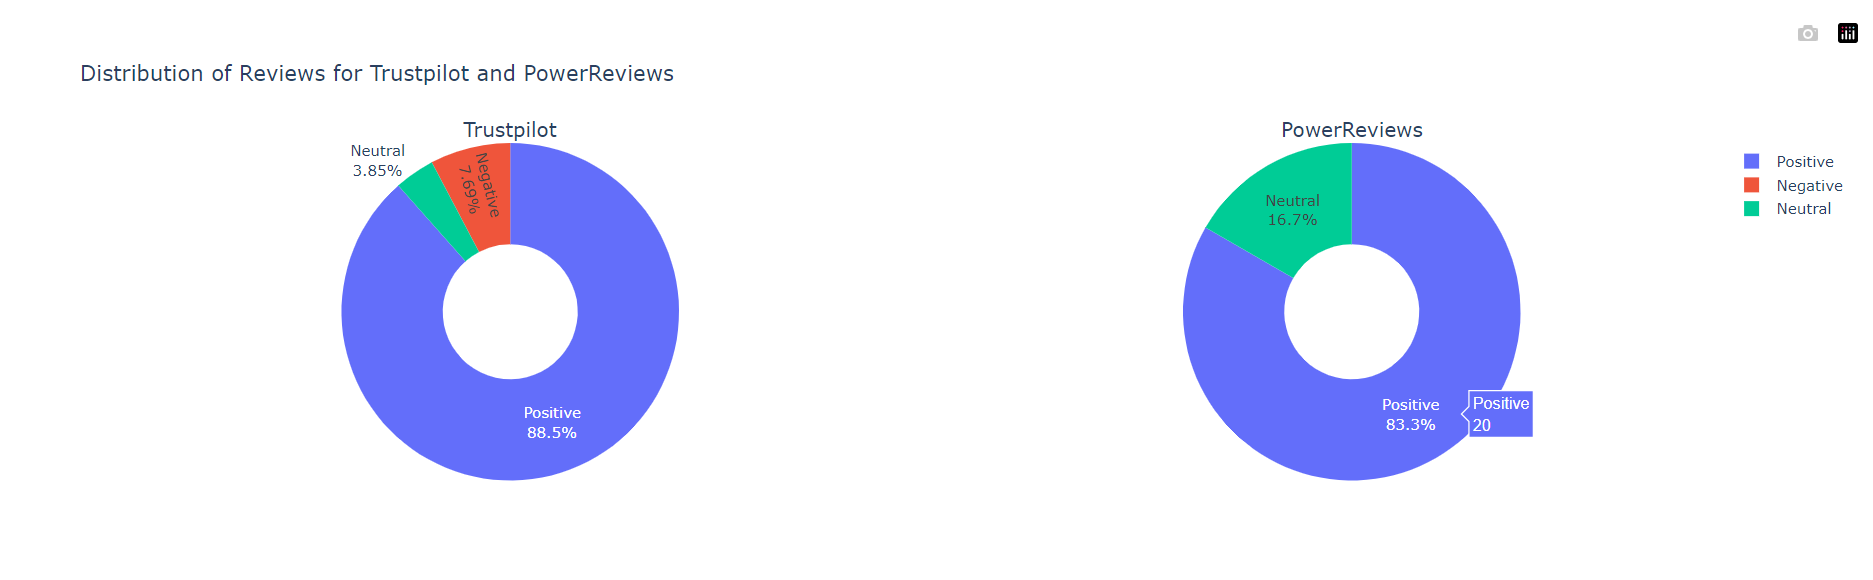 Distribution of Reviews for Trustpilot and PowerReviews
Trustpilot
Neutral
3.85%
Negative
7.69%
Positive
88.5%
PowerReviews
Neutral
16.7%
Positive
83.3%
Positive
20
Positive
Negative
Neutral